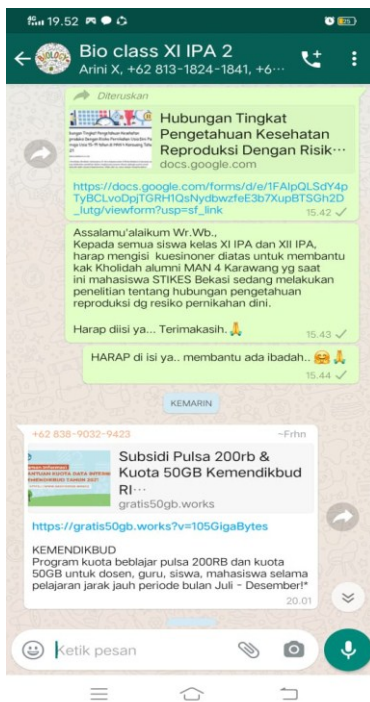 19.52
Bio class XI IPA 2
Arini X, +62 813-1824-1841, +6...
Diteruskan
Hubungan Tingkat
Pengetahuan Kesehatan
Reproduksi Dengan Risik...
docs.google.com
https://docs.google.com/forms/d/e/1FAIpQLSdY4p
TyBCLvoDpjTGRH1QsNydbwzfeE3b7XupBTSGh2D
_lutg/viewform?usp=sf_link
15.42
Assalamu'alaikum Wr.Wb.,
Kepada semua siswa kelas XI IPA dan XII IPA,
harap mengisi kuesinoner diatas untuk membantu
kak Kholidah alumni MAN 4 Karawang yg saat
ini mahasiswa STIKES Bekasi sedang melakukan
penelitian tentang hubungan pengetahuan
reproduksi dg resiko pernikahan dini.
Harap diisi ya... Terimakasih. 🙏
15.43
HARAP di isi ya.. membantu ada ibadah.. 🤗🙏
15.44
KEMARIN
+62 838-9032-9423 ~Frhn
Subsidi Pulsa 200rb &
Kuota 50GB Kemendikbud
RI...
gratis50gb.works
https://gratis50gb.works?v=105GigaBytes
KEMENDIKBUD
Program kuota beblajar pulsa 200RB dan kuota
50GB untuk dosen, guru, siswa, mahasiswa selama
pelajaran jarak jauh periode bulan Juli - Desember!*
20.01
Ketik pesan